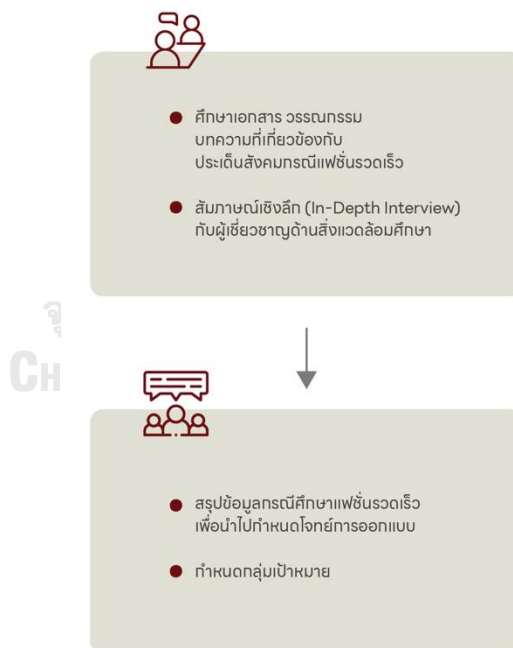 ศึกษาเอกสาร วรรณกรรม
บทความที่เกี่ยวข้องกับ
ประเด็นสังคมกรณีแฟชั่นรวดเร็ว
สัมภาษณ์เชิงลึก (In-Depth Interview)
กับผู้เชี่ยวชาญด้านสิ่งแวดล้อมศึกษา
จุ
CH
สรุปข้อมูลกรณีศึกษาแฟชั่นรวดเร็ว
เพื่อนำไปกำหนดโจทย์การออกแบบ
กำหนดกลุ่มเป้าหมาย